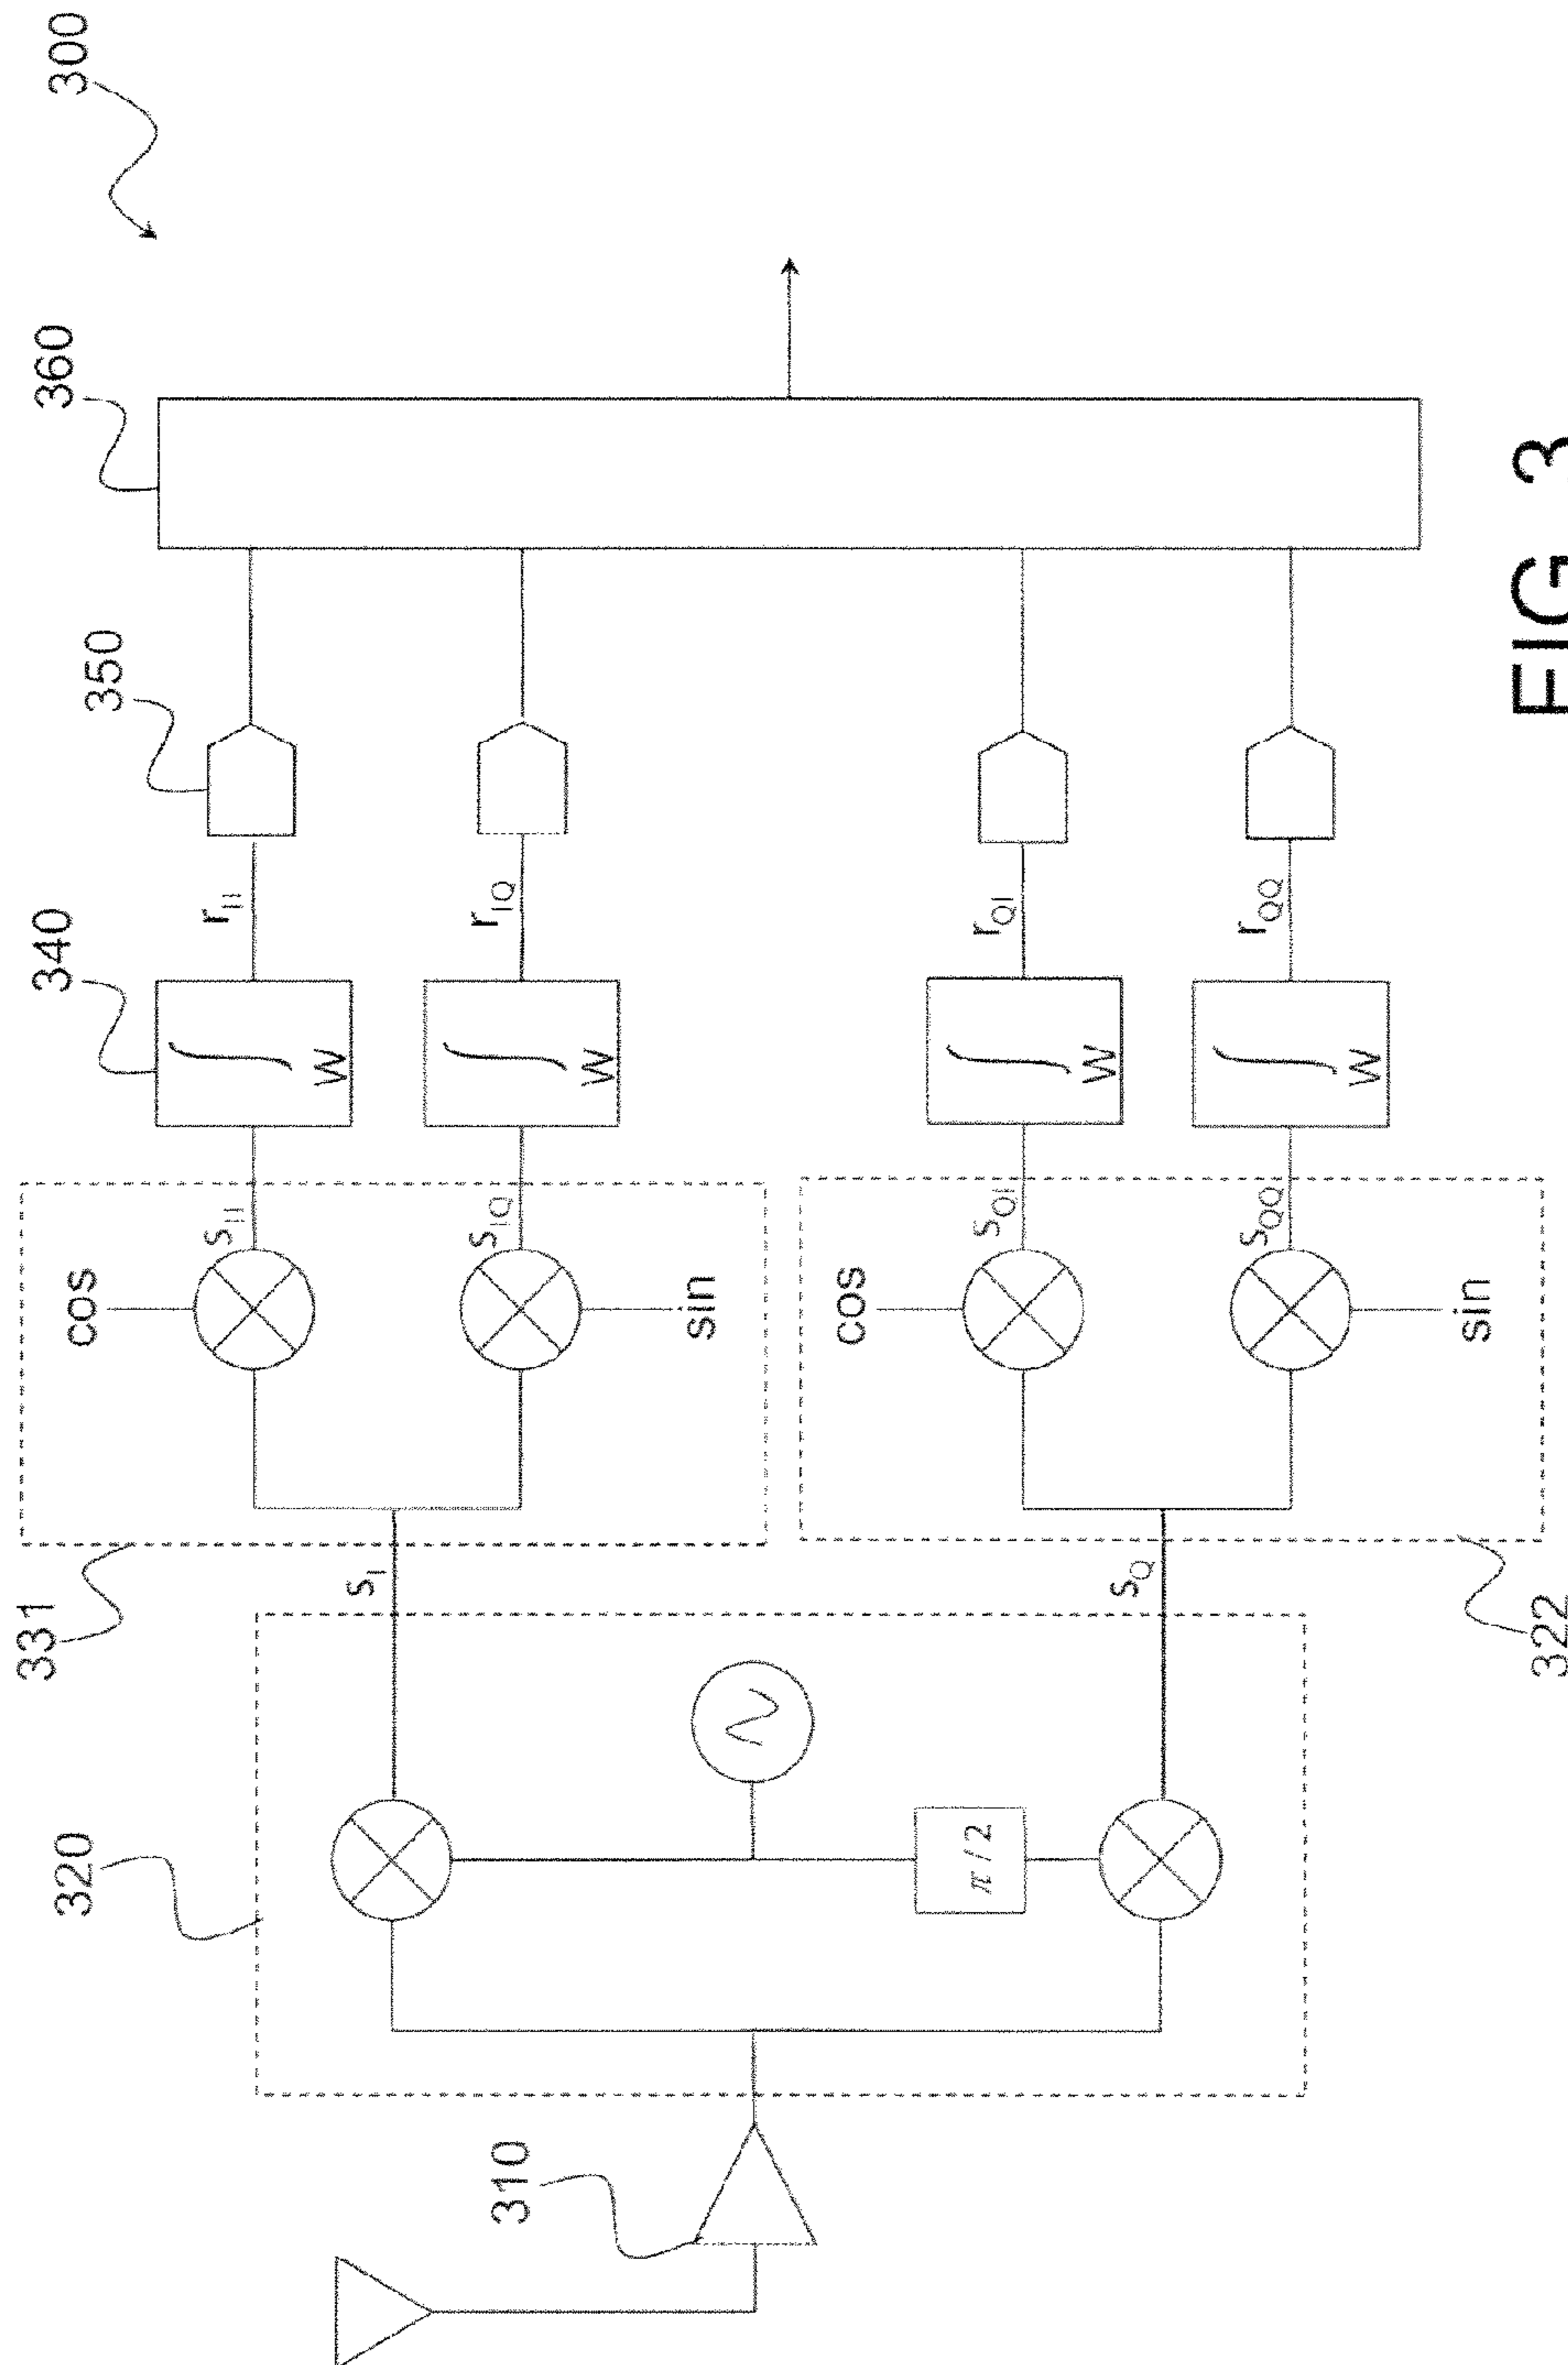 300
360
350
340
331
320
310
322
cos
sin
cos
sin
s_I
s_Q
s_II
s_IQ
s_QI
s_QQ
r_II
r_IQ
r_QI
r_QQ
∫
W
∫
W
∫
W
∫
W
π / 2
FIG. 3